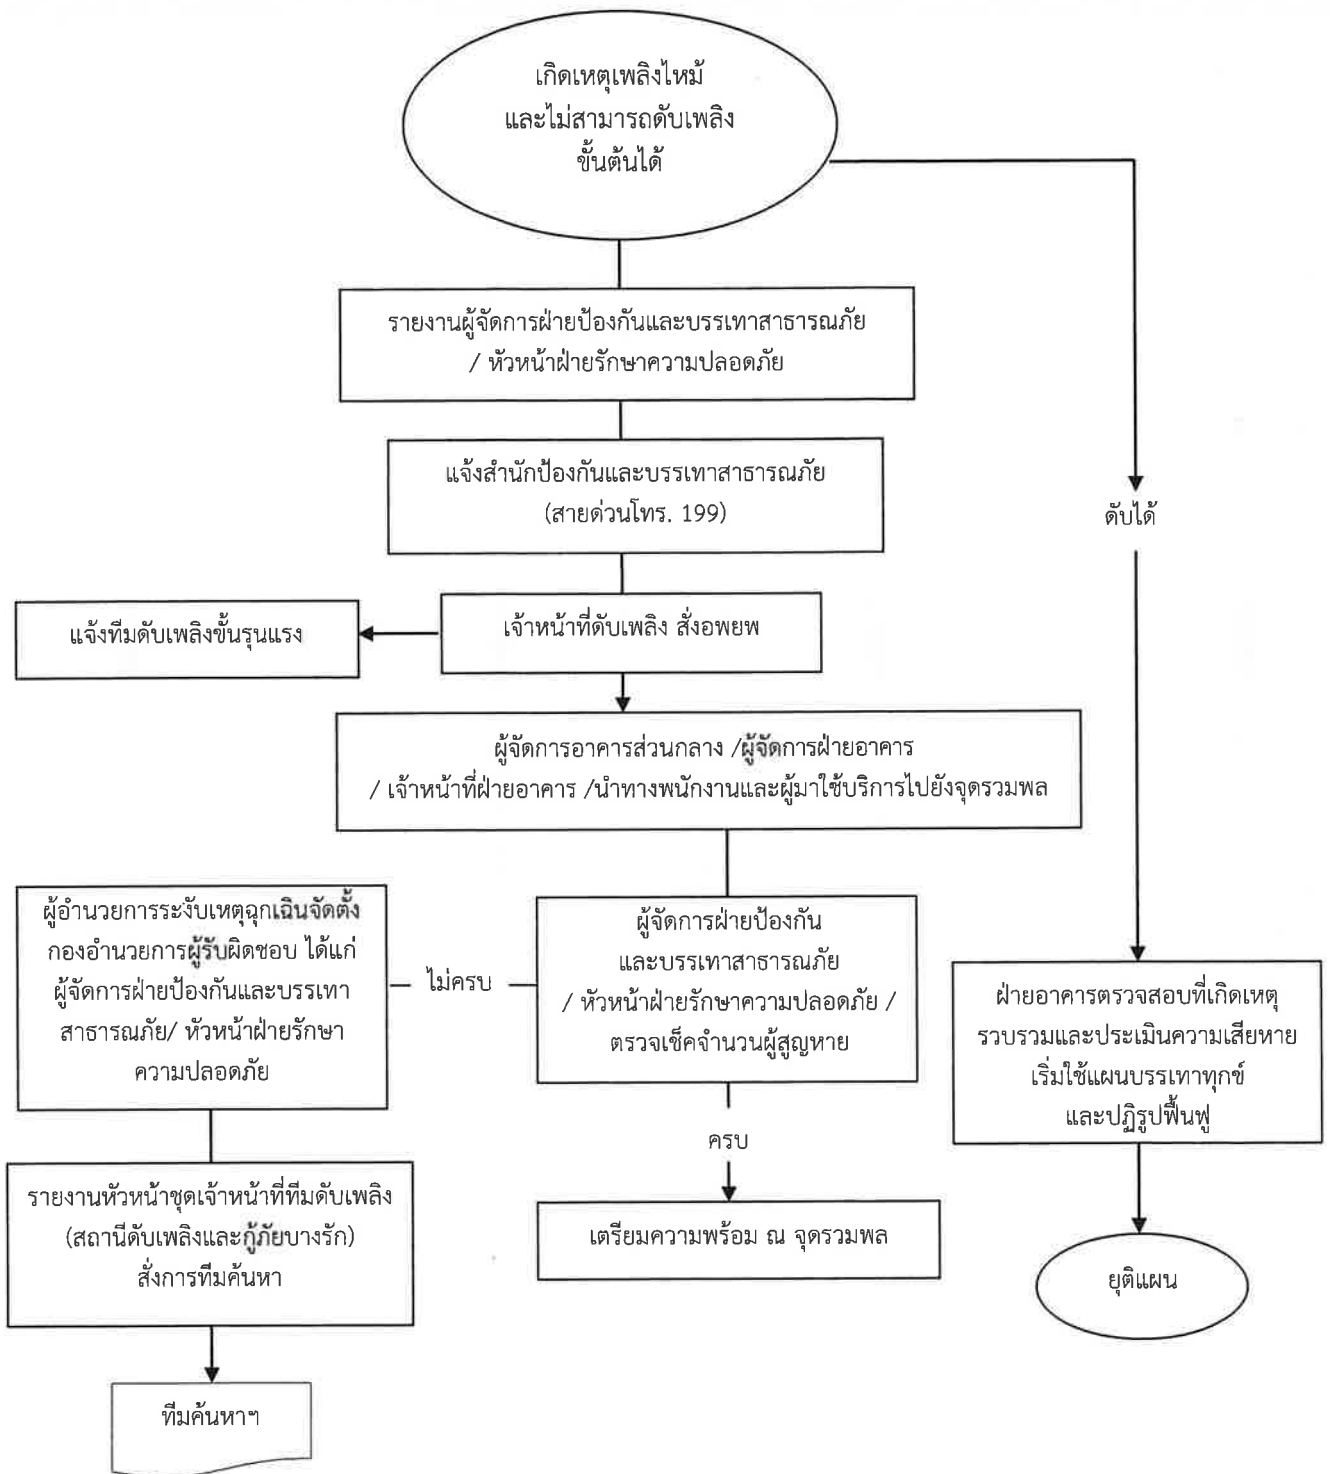 เกิดเหตุเพลิงไหม้
และไม่สามารถดับเพลิง
ขั้นต้นได้
รายงานผู้จัดการฝ่ายป้องกันและบรรเทาสาธารณภัย
/ หัวหน้าฝ่ายรักษาความปลอดภัย
แจ้งสำนักป้องกันและบรรเทาสาธารณภัย
(สายด่วนโทร. 199)
ดับได้
แจ้งทีมดับเพลิงขั้นรุนแรง
เจ้าหน้าที่ดับเพลิง สั่งอพยพ
ผู้จัดการอาคารส่วนกลาง /ผู้จัดการฝ่ายอาคาร
/ เจ้าหน้าที่ฝ่ายอาคาร /นำทางพนักงานและผู้มาใช้บริการไปยังจุดรวมพล
ผู้อำนวยการระงับเหตุฉุกเฉินจัดตั้ง
กองอำนวยการผู้รับผิดชอบ ได้แก่
ผู้จัดการฝ่ายป้องกันและบรรเทา
สาธารณภัย/ หัวหน้าฝ่ายรักษา
ความปลอดภัย
ไม่ครบ
ผู้จัดการฝ่ายป้องกัน
และบรรเทาสาธารณภัย
/ หัวหน้าฝ่ายรักษาความปลอดภัย /
ตรวจเช็คจำนวนผู้สูญหาย
ฝ่ายอาคารตรวจสอบที่เกิดเหตุ
รวบรวมและประเมินความเสียหาย
เริ่มใช้แผนบรรเทาทุกข์
และปฏิรูปฟื้นฟู
ครบ
รายงานหัวหน้าชุดเจ้าหน้าที่ทีมดับเพลิง
(สถานีดับเพลิงและกู้ภัยบางรัก)
สั่งการทีมค้นหา
เตรียมความพร้อม ณ จุดรวมพล
ยุติแผน
ทีมค้นหาฯ